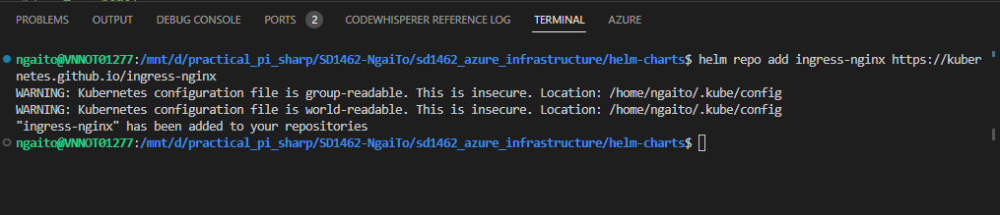 PROBLEMS OUTPUT DEBUG CONSOLE PORTS 2 CODEWHISPERER REFERENCE LOG TERMINAL AZURE
ngaito@VNNOT01277:/mnt/d/practical_pi_sharp/SD1462-NgaiTo/sd1462_azure_infrastructure/helm-charts$ helm repo add ingress-nginx https://kuber
netes.github.io/ingress-nginx
WARNING: Kubernetes configuration file is group-readable. This is insecure. Location: /home/ngaito/.kube/config
WARNING: Kubernetes configuration file is world-readable. This is insecure. Location: /home/ngaito/.kube/config
"ingress-nginx" has been added to your repositories
ngaito@VNNOT01277:/mnt/d/practical_pi_sharp/SD1462-NgaiTo/sd1462_azure_infrastructure/helm-charts$